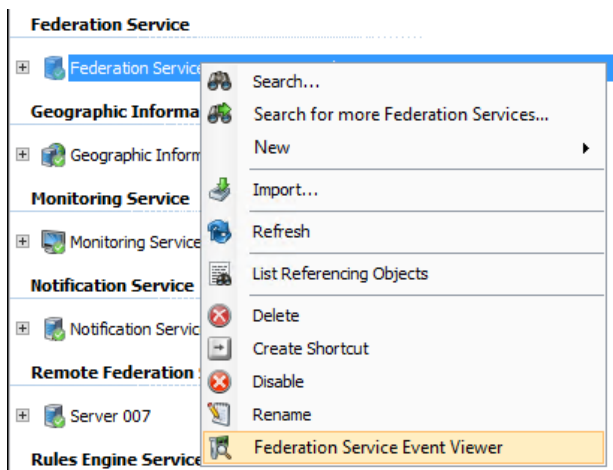 Federation Service
Federation Service
Search...
Geographic Informa
Search for more Federation Services...
New
Geographic Inform
Import...
Monitoring Service
Refresh
Monitoring Service
List Referencing Objects
Notification Service
Delete
Notification Servic
Create Shortcut
Remote Federation
Disable
Server 007
Rename
Federation Service Event Viewer
Rules Engine Service